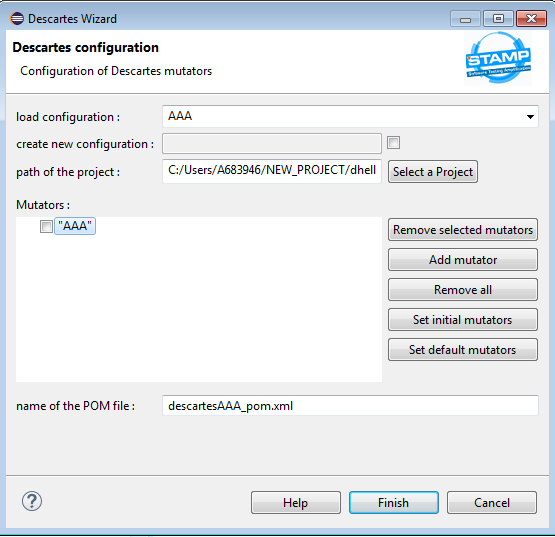 Descartes Wizard
Descartes configuration
Configuration of Descartes mutators
STAMP
Software Testing Amplification
load configuration :
AAA
create new configuration :
path of the project :
C:/Users/A683946/NEW_PROJECT/dhell
Select a Project
Mutators :
"AAA"
Remove selected mutators
Add mutator
Remove all
Set initial mutators
Set default mutators
name of the POM file :
descartesAAA_pom.xml
?
Help
Finish
Cancel